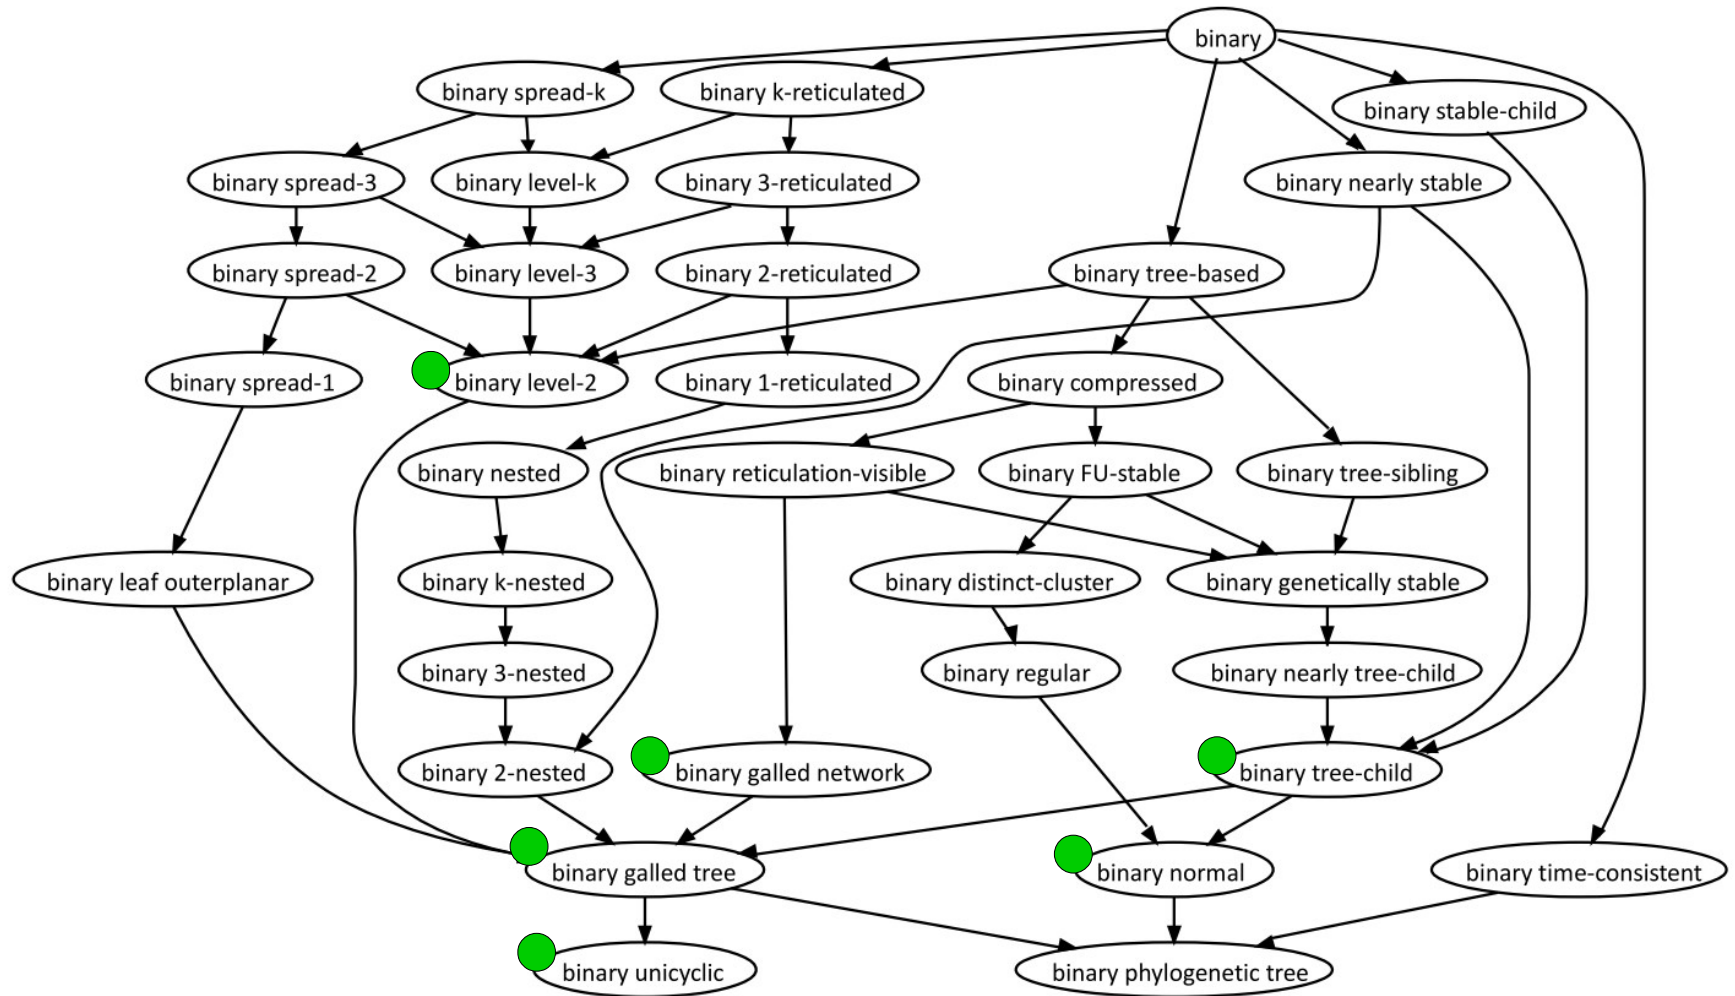 binary
binary spread-k
binary k-reticulated
binary stable-child
binary spread-3
binary level-k
binary 3-reticulated
binary nearly stable
binary spread-2
binary level-3
binary 2-reticulated
binary tree-based
binary spread-1
binary level-2
binary 1-reticulated
binary compressed
binary nested
binary reticulation-visible
binary FU-stable
binary tree-sibling
binary leaf outerplanar
binary k-nested
binary distinct-cluster
binary genetically stable
binary 3-nested
binary regular
binary nearly tree-child
binary 2-nested
binary galled network
binary tree-child
binary galled tree
binary normal
binary time-consistent
binary unicyclic
binary phylogenetic tree